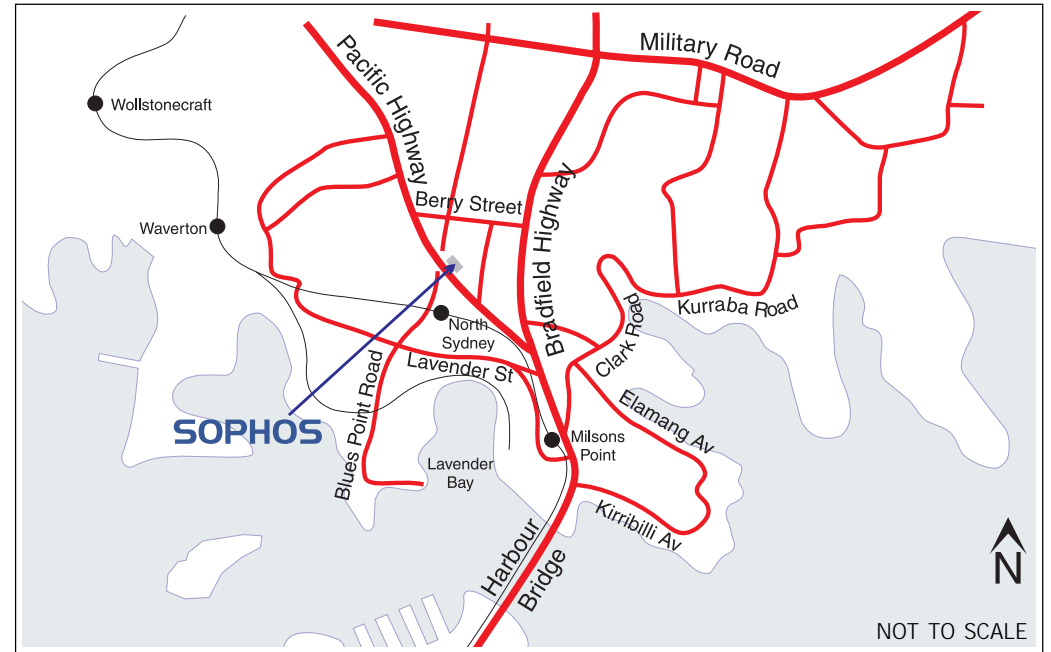 Military Road
Pacific Highway
Wollstonecraft
Berry Street
Bradfield Highway
Waverton
Kurraba Road
North
Sydney
Clark Road
Lavender St
Blues Point Road
Elamang Av
SOPHOS
Milsons
Point
Lavender
Bay
Kirribilli Av
Harbour
Bridge
N
NOT TO SCALE